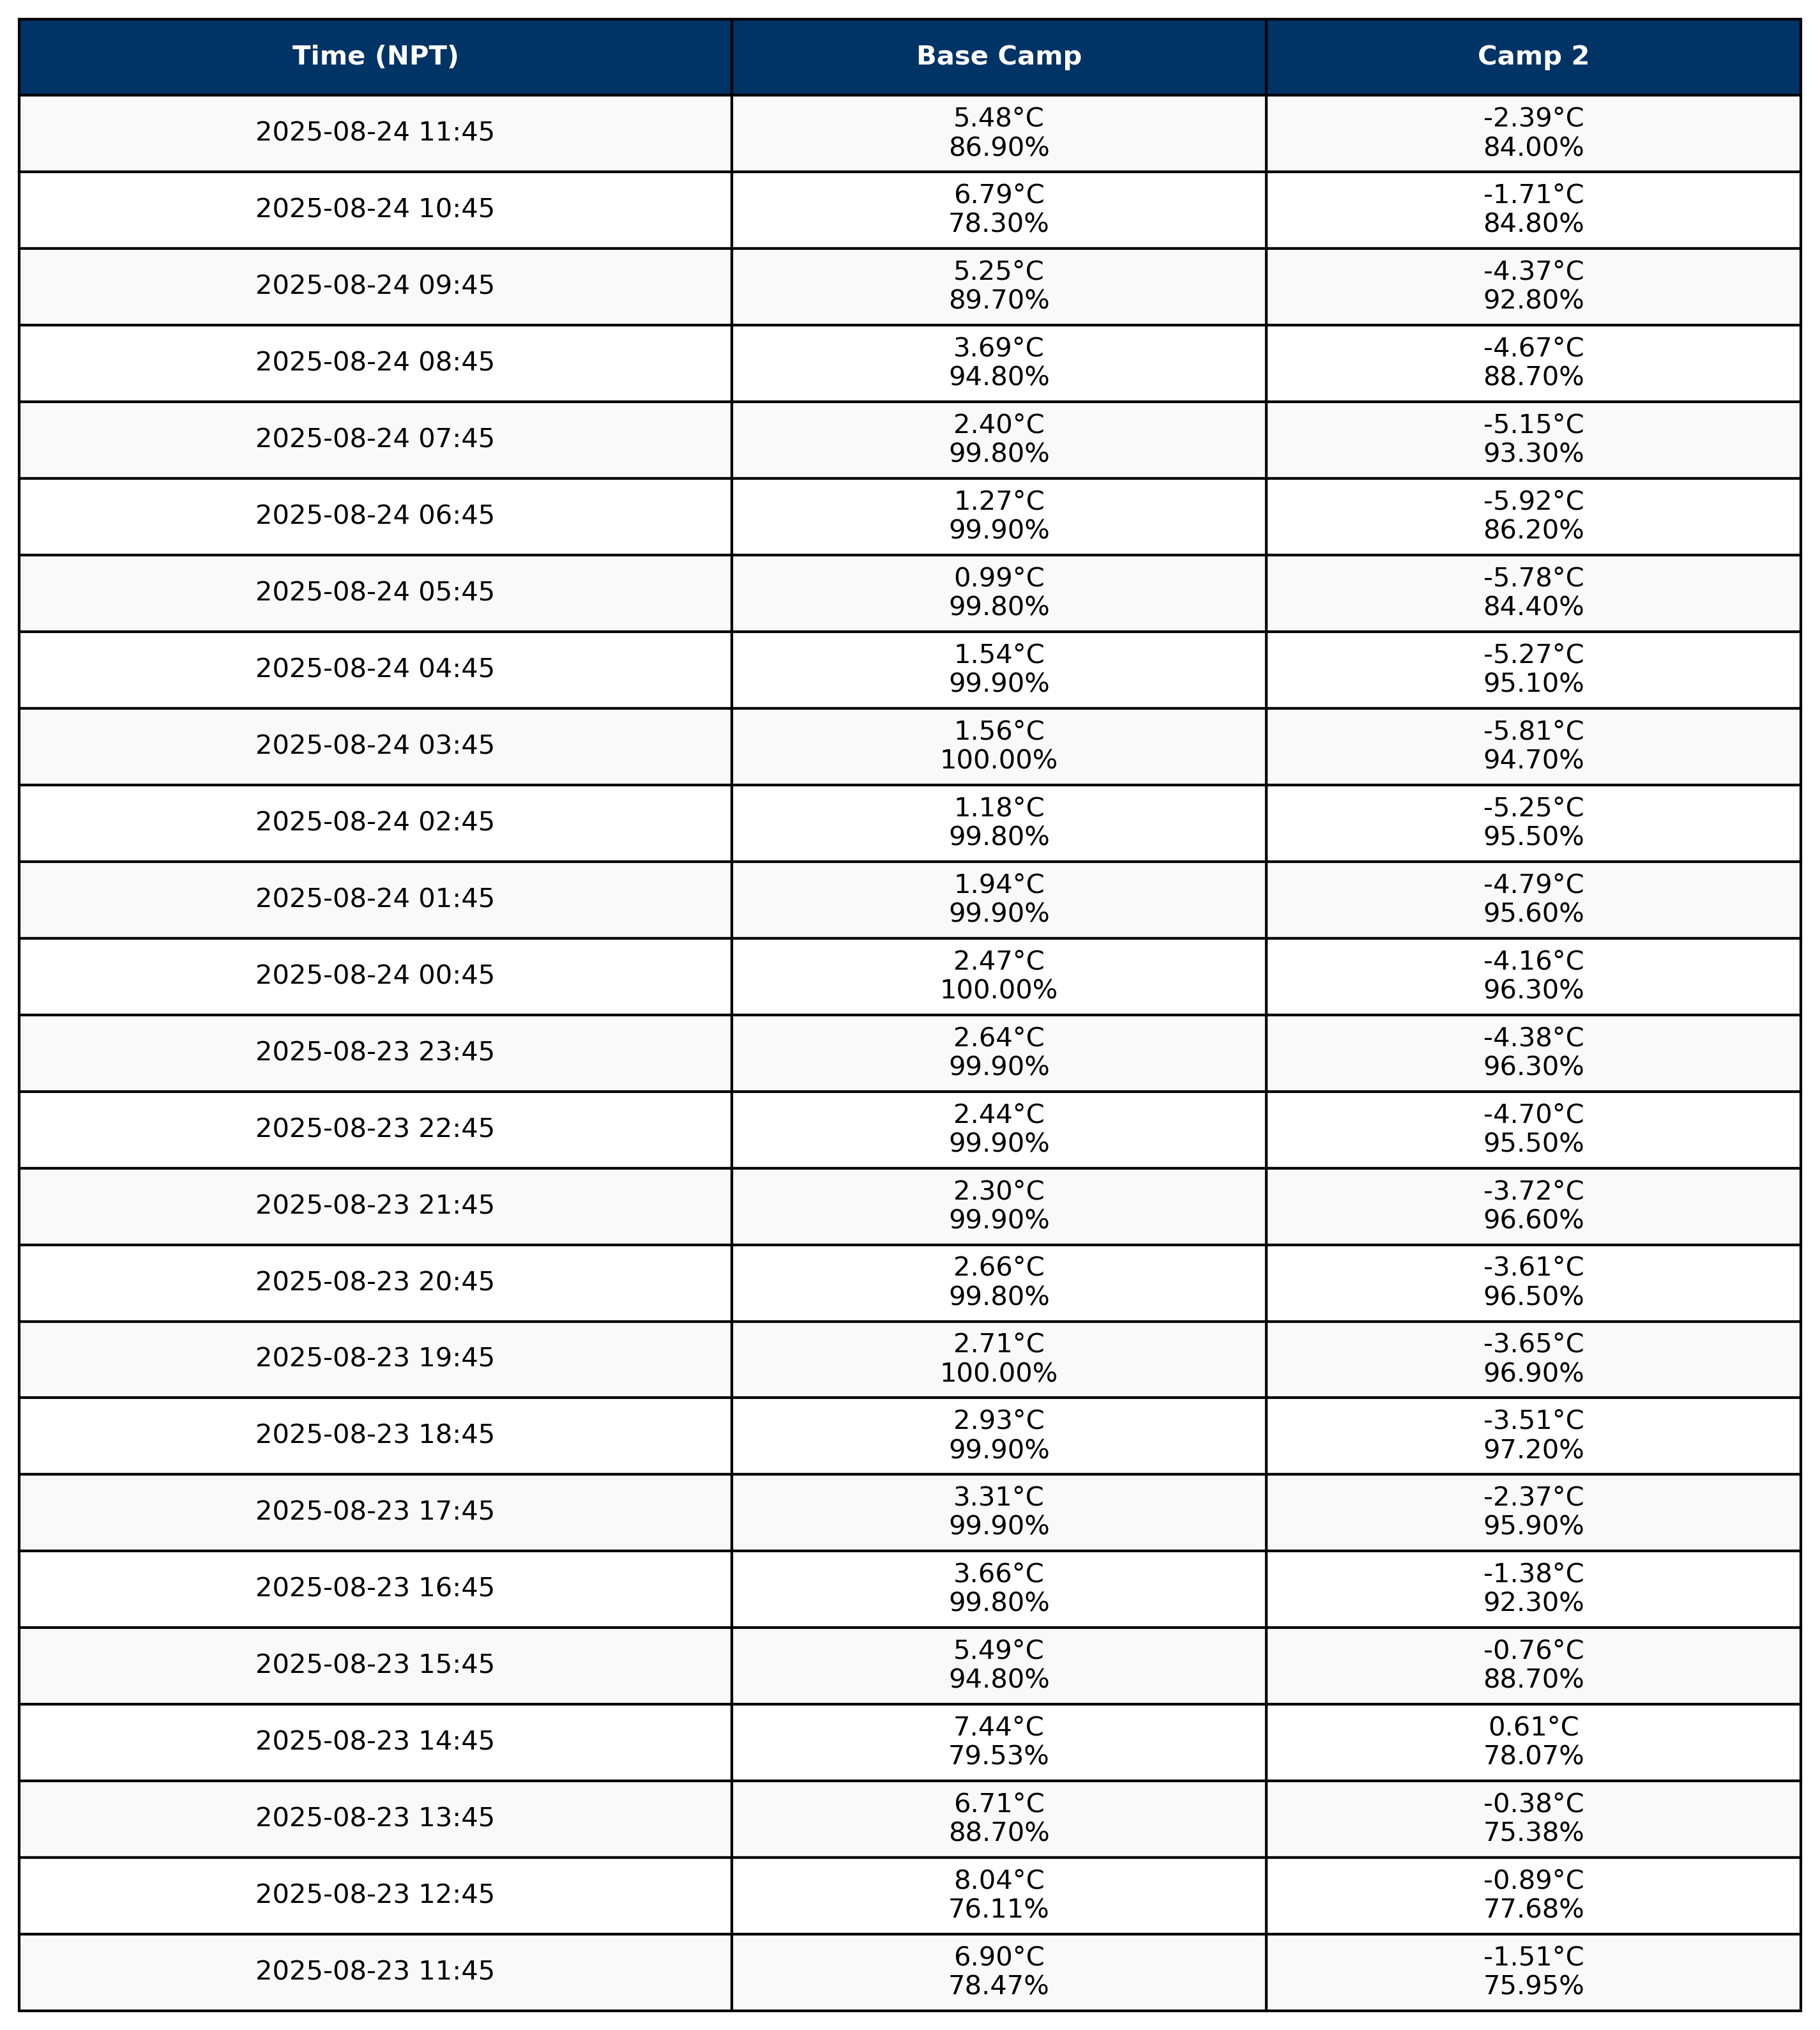 Time (NPT) Base Camp Camp 2
2025-08-24 11:45 5.48°C -2.39°C
86.90% 84.00%
2025-08-24 10:45 6.79°C -1.71°C
78.30% 84.80%
2025-08-24 09:45 5.25°C -4.37°C
89.70% 92.80%
2025-08-24 08:45 3.69°C -4.67°C
94.80% 88.70%
2025-08-24 07:45 2.40°C -5.15°C
99.80% 93.30%
2025-08-24 06:45 1.27°C -5.92°C
99.90% 86.20%
2025-08-24 05:45 0.99°C -5.78°C
99.80% 84.40%
2025-08-24 04:45 1.54°C -5.27°C
99.90% 95.10%
2025-08-24 03:45 1.56°C -5.81°C
100.00% 94.70%
2025-08-24 02:45 1.18°C -5.25°C
99.80% 95.50%
2025-08-24 01:45 1.94°C -4.79°C
99.90% 95.60%
2025-08-24 00:45 2.47°C -4.16°C
100.00% 96.30%
2025-08-23 23:45 2.64°C -4.38°C
99.90% 96.30%
2025-08-23 22:45 2.44°C -4.70°C
99.90% 95.50%
2025-08-23 21:45 2.30°C -3.72°C
99.90% 96.60%
2025-08-23 20:45 2.66°C -3.61°C
99.80% 96.50%
2025-08-23 19:45 2.71°C -3.65°C
100.00% 96.90%
2025-08-23 18:45 2.93°C -3.51°C
99.90% 97.20%
2025-08-23 17:45 3.31°C -2.37°C
99.90% 95.90%
2025-08-23 16:45 3.66°C -1.38°C
99.80% 92.30%
2025-08-23 15:45 5.49°C -0.76°C
94.80% 88.70%
2025-08-23 14:45 7.44°C 0.61°C
79.53% 78.07%
2025-08-23 13:45 6.71°C -0.38°C
88.70% 75.38%
2025-08-23 12:45 8.04°C -0.89°C
76.11% 77.68%
2025-08-23 11:45 6.90°C -1.51°C
78.47% 75.95%